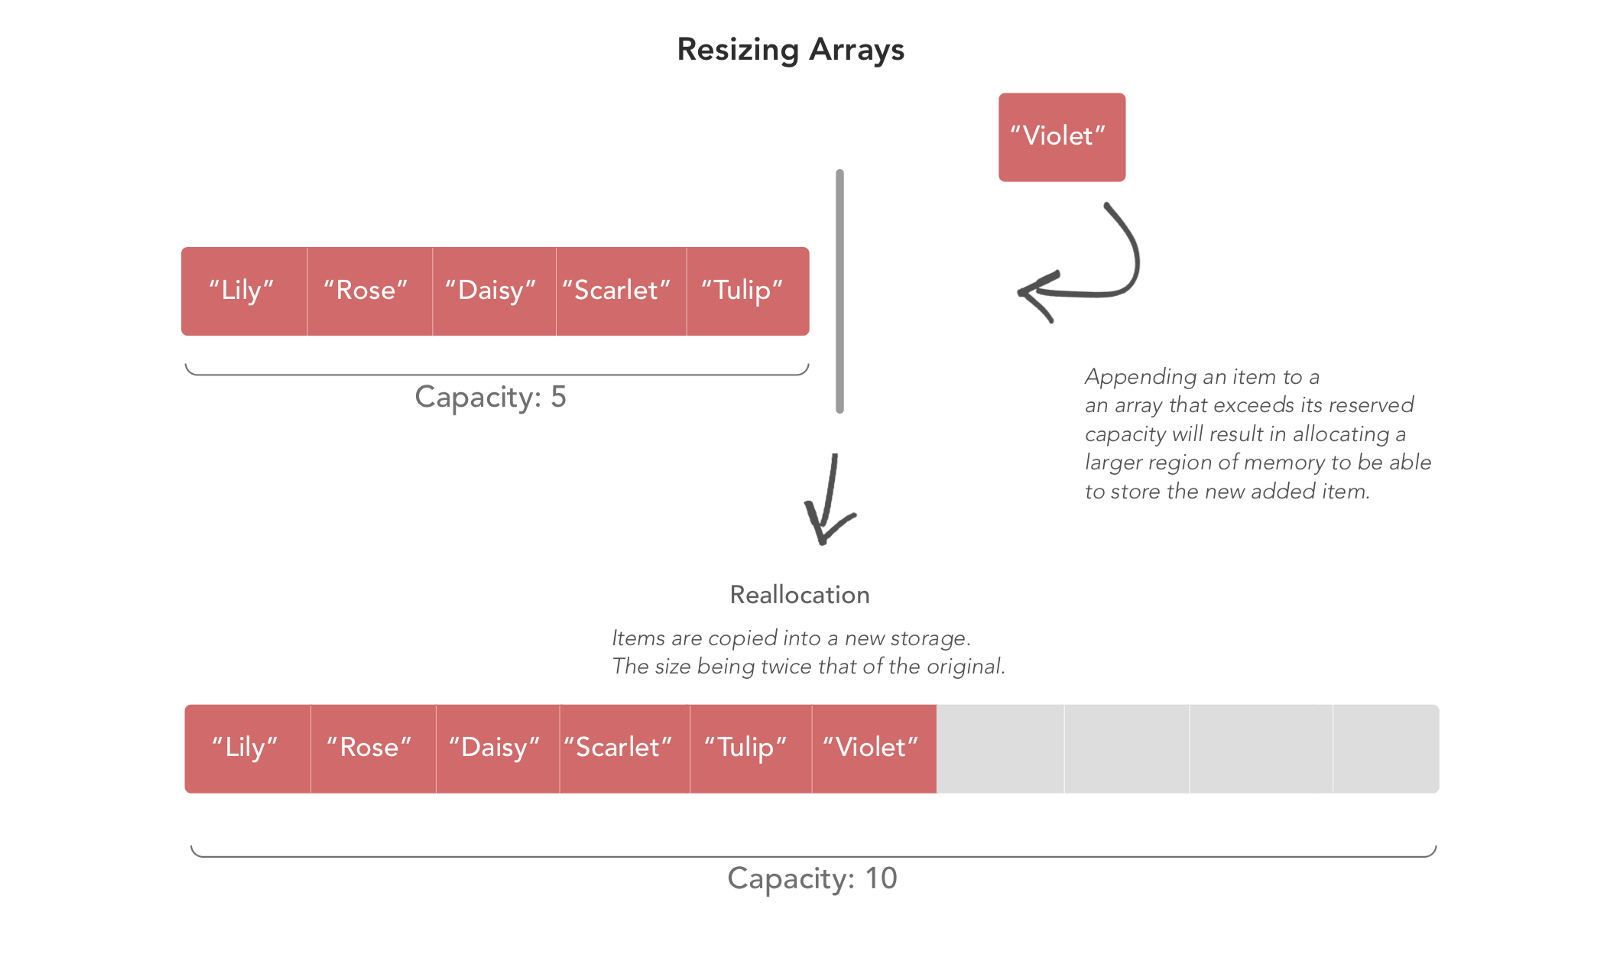 Resizing Arrays
“Violet”
“Lily” “Rose” “Daisy” “Scarlet” “Tulip”
Capacity: 5
Appending an item to a
an array that exceeds its reserved
capacity will result in allocating a
larger region of memory to be able
to store the new added item.
Reallocation
Items are copied into a new storage.
The size being twice that of the original.
“Lily” “Rose” “Daisy” “Scarlet” “Tulip” “Violet”
Capacity: 10